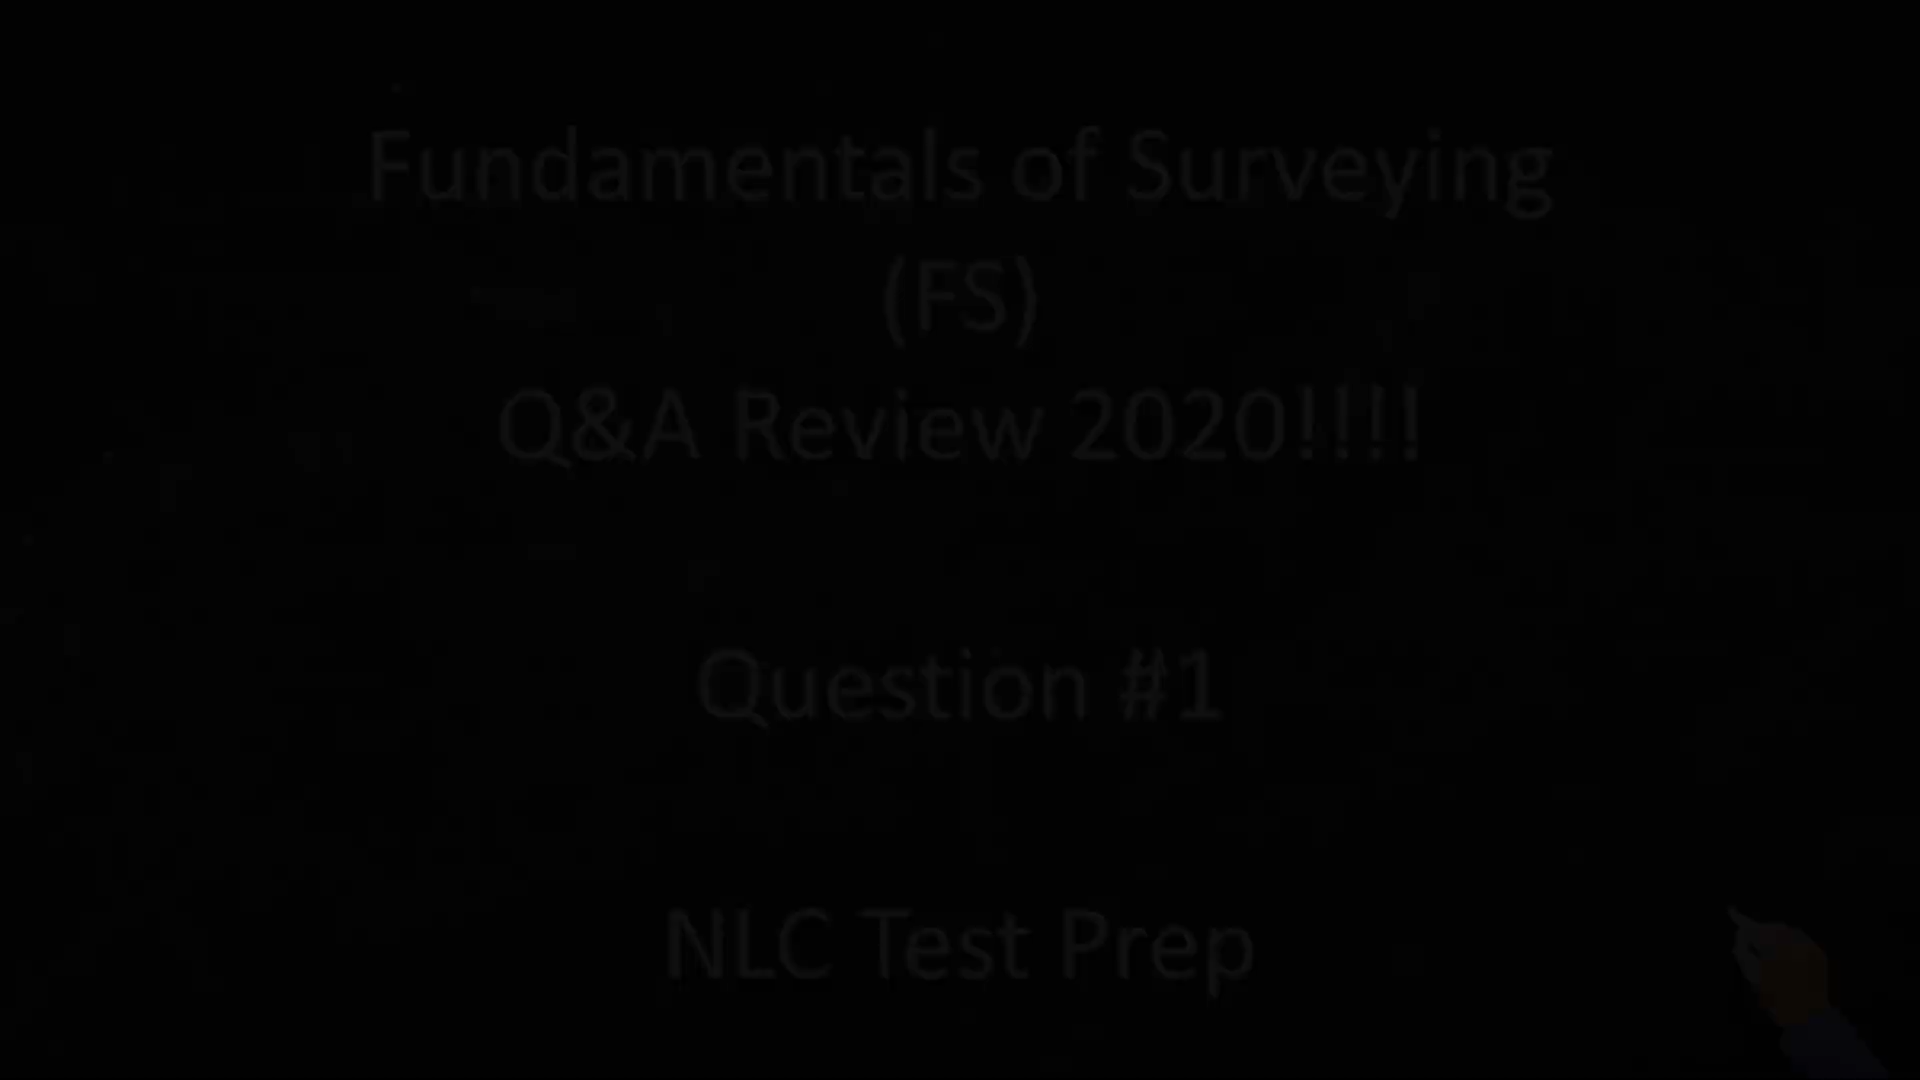 Fundamentals of Surveying
(FS)
Q&A Review 2020!!!!
Question #1
NLC Test Prep